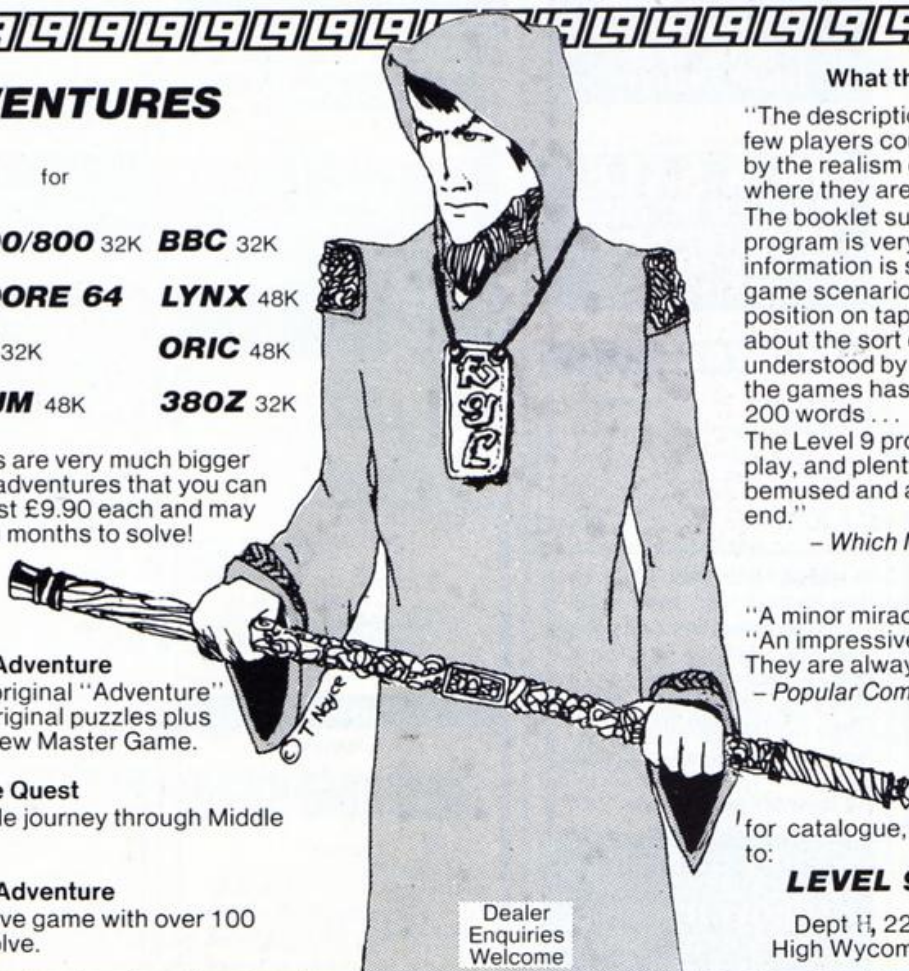 VENTURES
for
00/800 32K BBC 32K
ORE 64 LYNX 48K
32K ORIC 48K
UM 48K 380Z 32K
s are very much bigger
adventures that you can
st £9.90 each and may
months to solve!
Adventure
original "Adventure"
riginal puzzles plus
ew Master Game.
e Quest
le journey through Middle
Adventure
ve game with over 100
olve.
© T Noyce
Dealer
Enquiries
Welcome
What th
"The descriptio
few players co
by the realism
where they are
The booklet su
program is very
information is s
game scenario
position on tap
about the sort
understood by
the games has
200 words . . .
The Level 9 pro
play, and plent
bemused and a
end."
– Which M
"A minor mirac
"An impressive
They are alway
– Popular Com
for catalogue,
to:
LEVEL 9
Dept H, 22
High Wycom